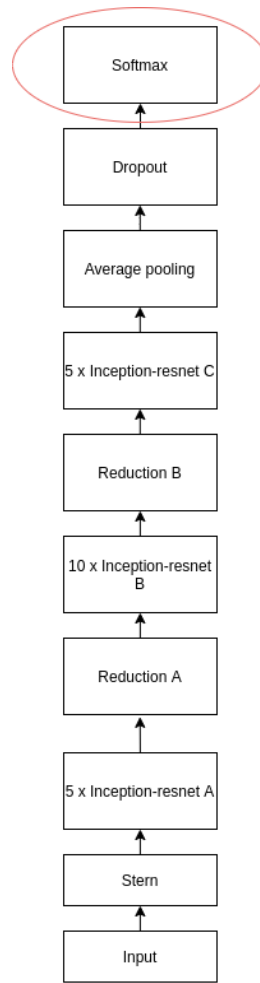 Softmax
Dropout
Average pooling
5 x Inception-resnet C
Reduction B
10 x Inception-resnet
B
Reduction A
5 x Inception-resnet A
Stern
Input